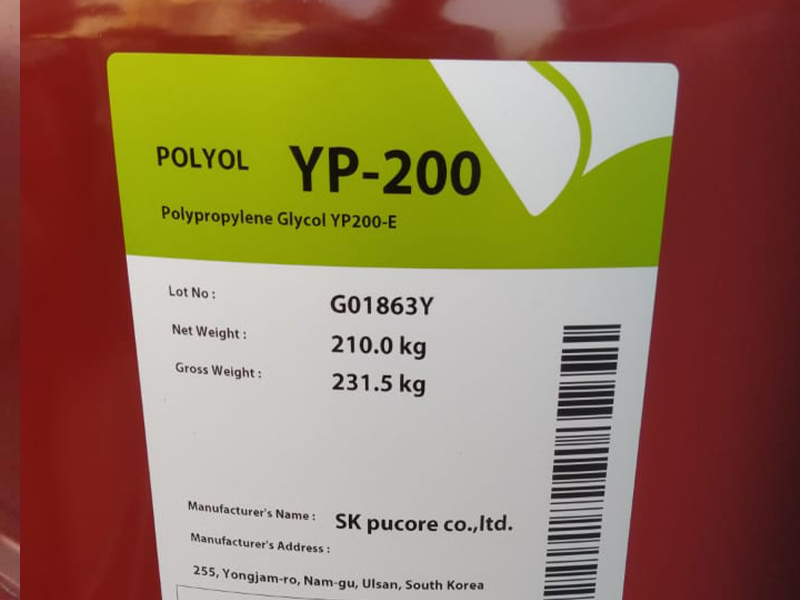 POLYOL YP-200
Polypropylene Glycol YP200-E
Lot No : G01863Y
Net Weight : 210.0 kg
Gross Weight : 231.5 kg
Manufacturer's Name : SK pucore co.,ltd.
Manufacturer's Address :
255, Yongjam-ro, Nam-gu, Ulsan, South Korea